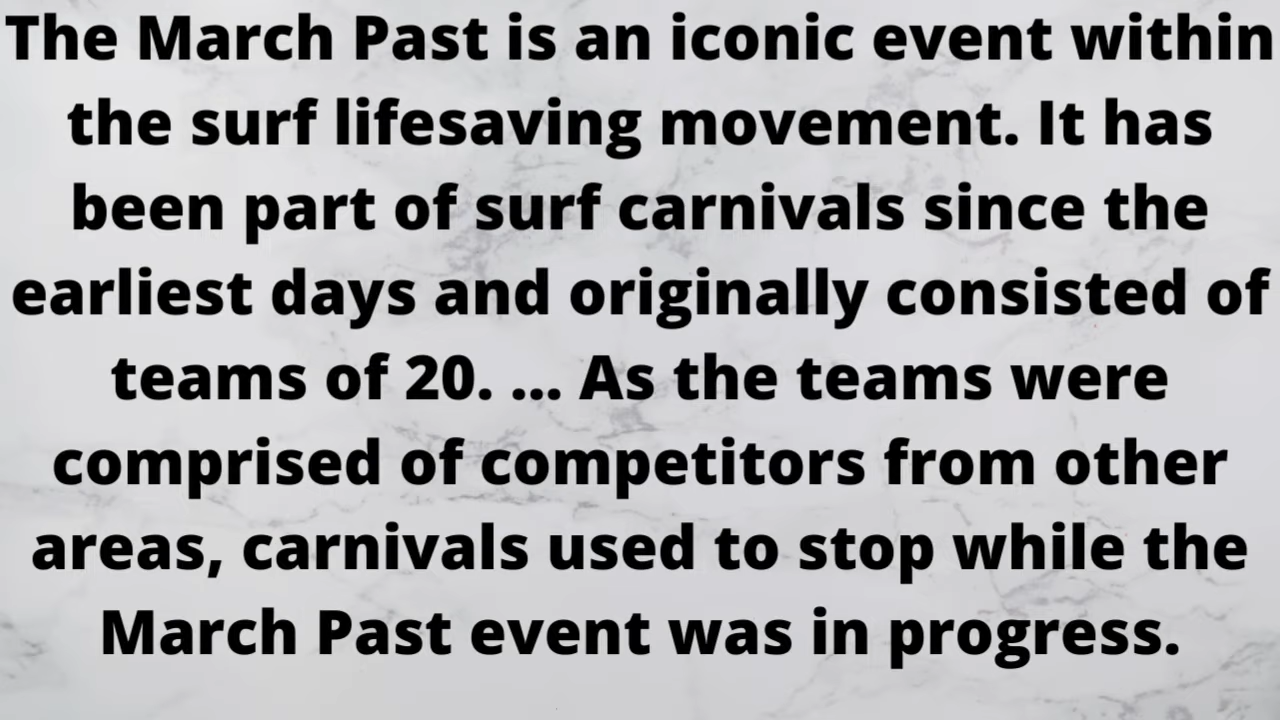 The March Past is an iconic event within
the surf lifesaving movement. It has
been part of surf carnivals since the
earliest days and originally consisted of
teams of 20. ... As the teams were
comprised of competitors from other
areas, carnivals used to stop while the
March Past event was in progress.